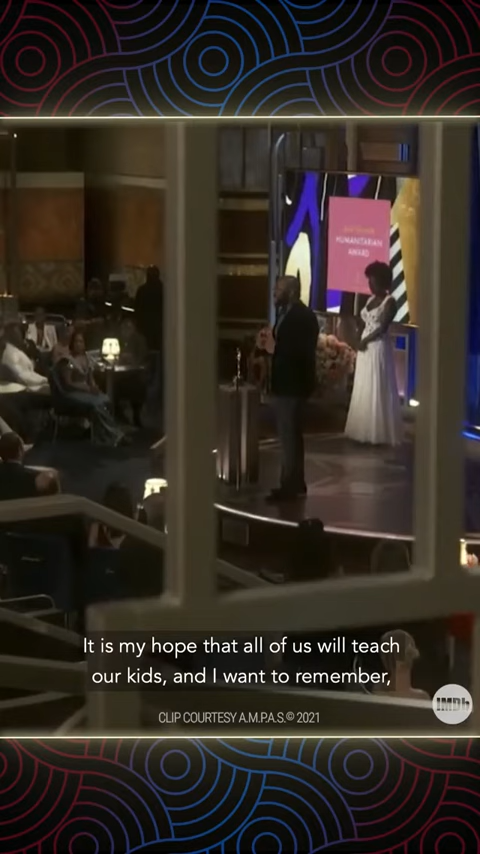 HUMANITARIAN
AWARD
It is my hope that all of us will teach
our kids, and I want to remember,
IMDb
CLIP COURTESY A.M.P.A.S.© 2021